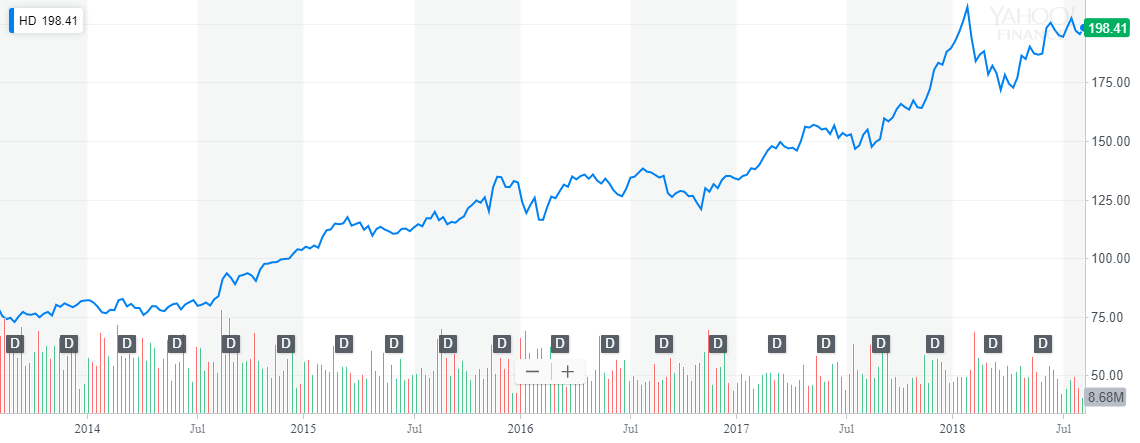 HD 198.41
YAHOO!
FINANCE
198.41
175.00
150.00
125.00
100.00
75.00
D D D D D D D D D D D D D D D D D D D D
50.00
8.68M
2014 Jul 2015 Jul 2016 Jul 2017 Jul 2018 Jul